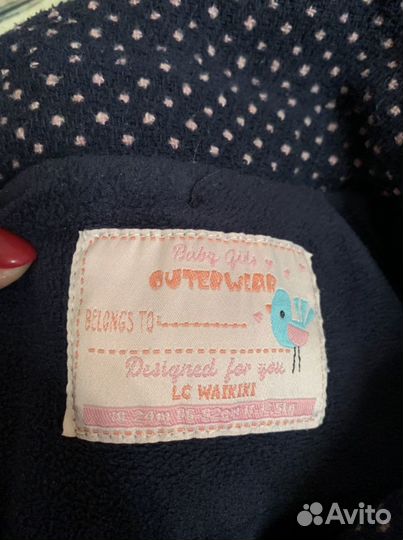 Baby Girls
OUTERWEAR
BELONGS TO:
Designed for you
LC WAIKIKI
Avito